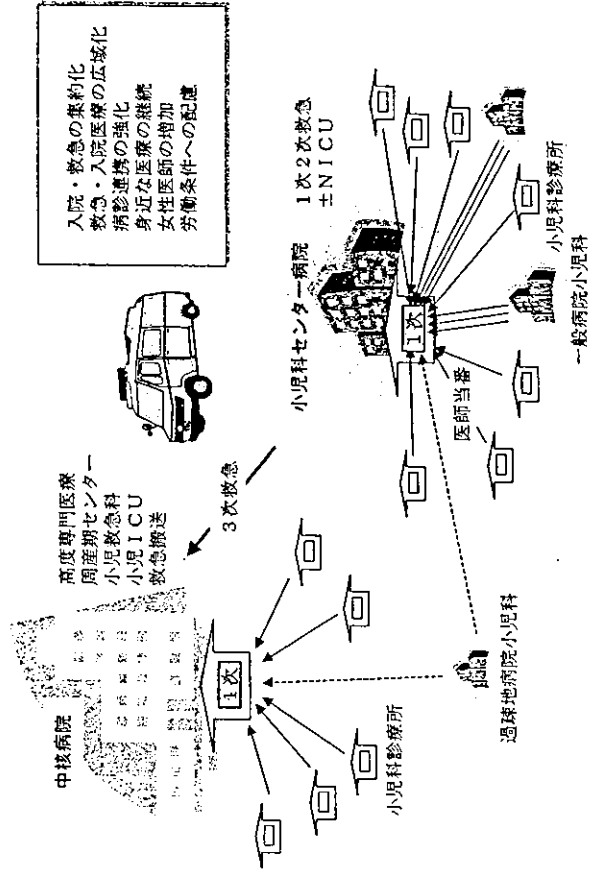 中核病院
高度専門医療
周産期センター
小児救急科
小児ICU
救急搬送
入院・救急の集約化
救急・入院医療の広域化
病診連携の強化
身近な医療の継続
女性医師の増加
労働条件への配慮
3次救急
小児科センター病院
1次2次救急
±NICU
1次
1次
医師当番
小児科診療所
過疎地病院小児科
一般病院小児科
小児科診療所